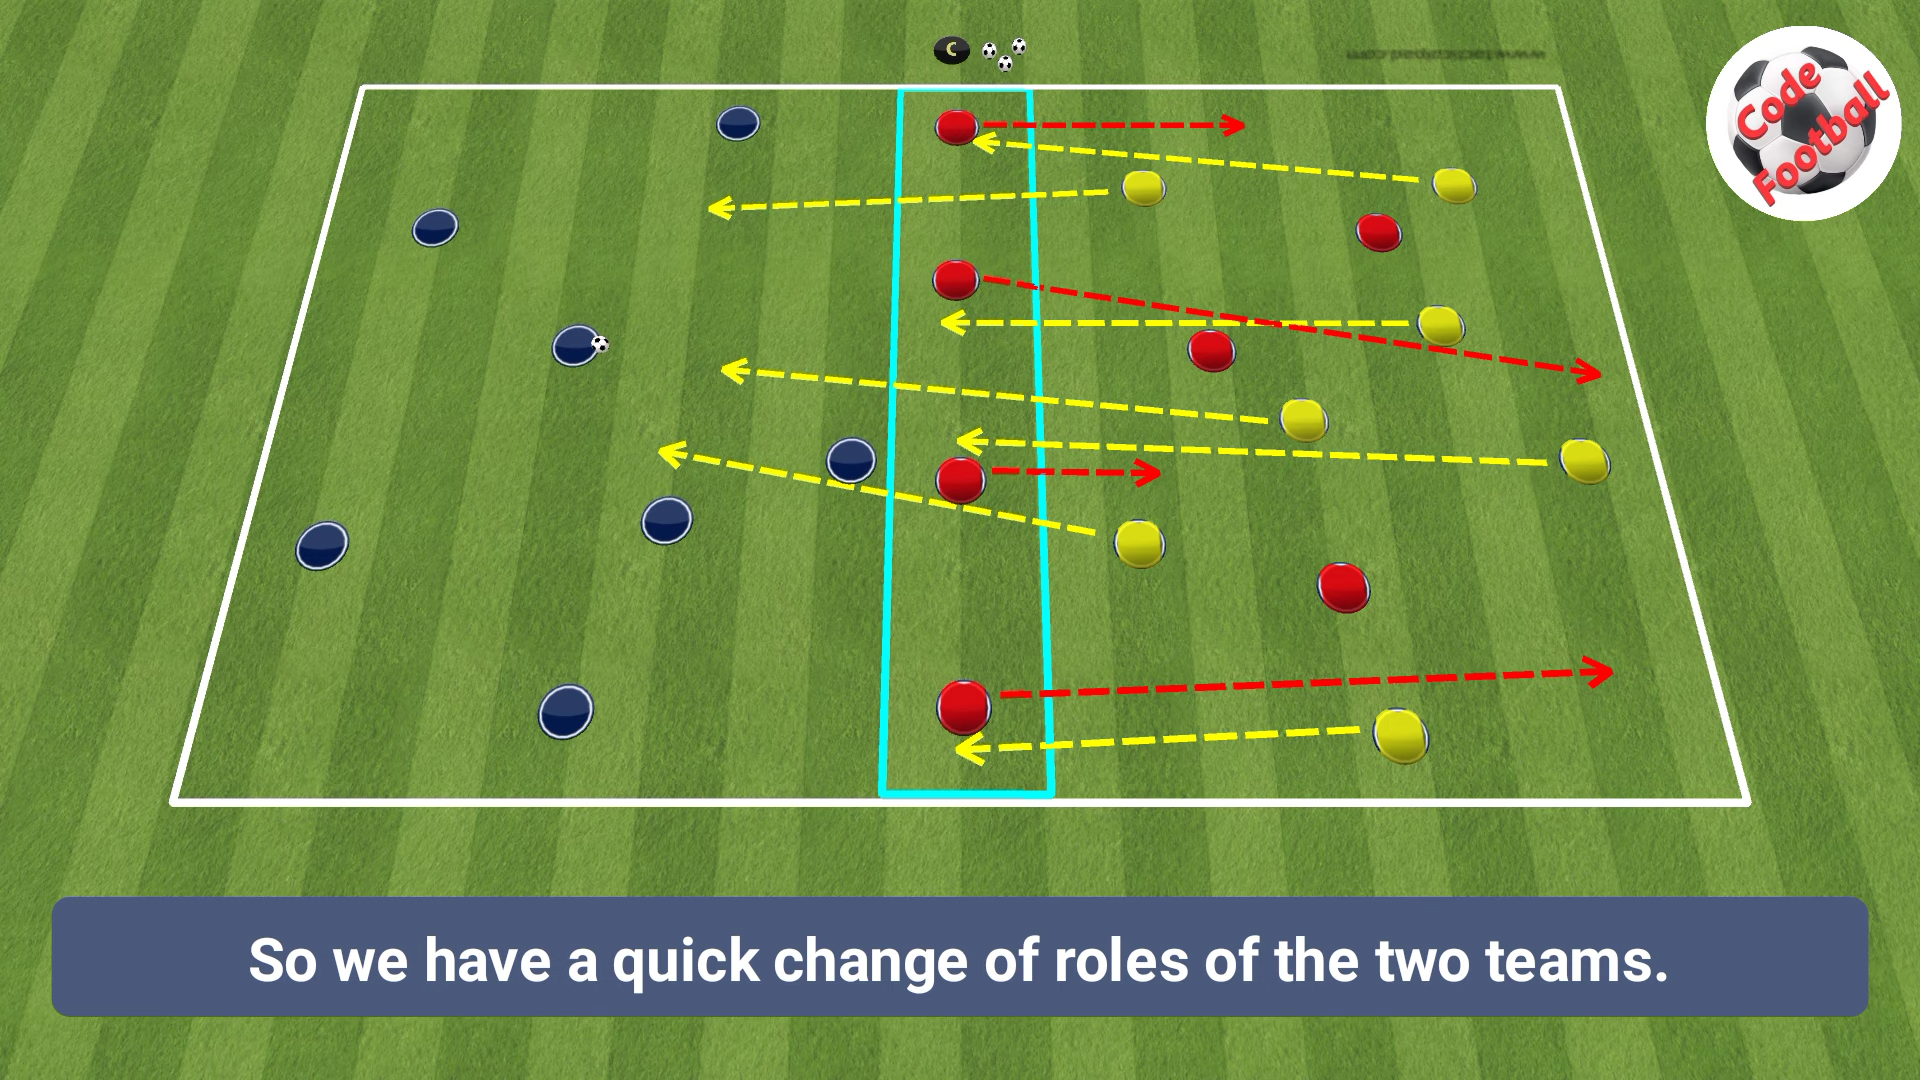 C
Code
Football
So we have a quick change of roles of the two teams.